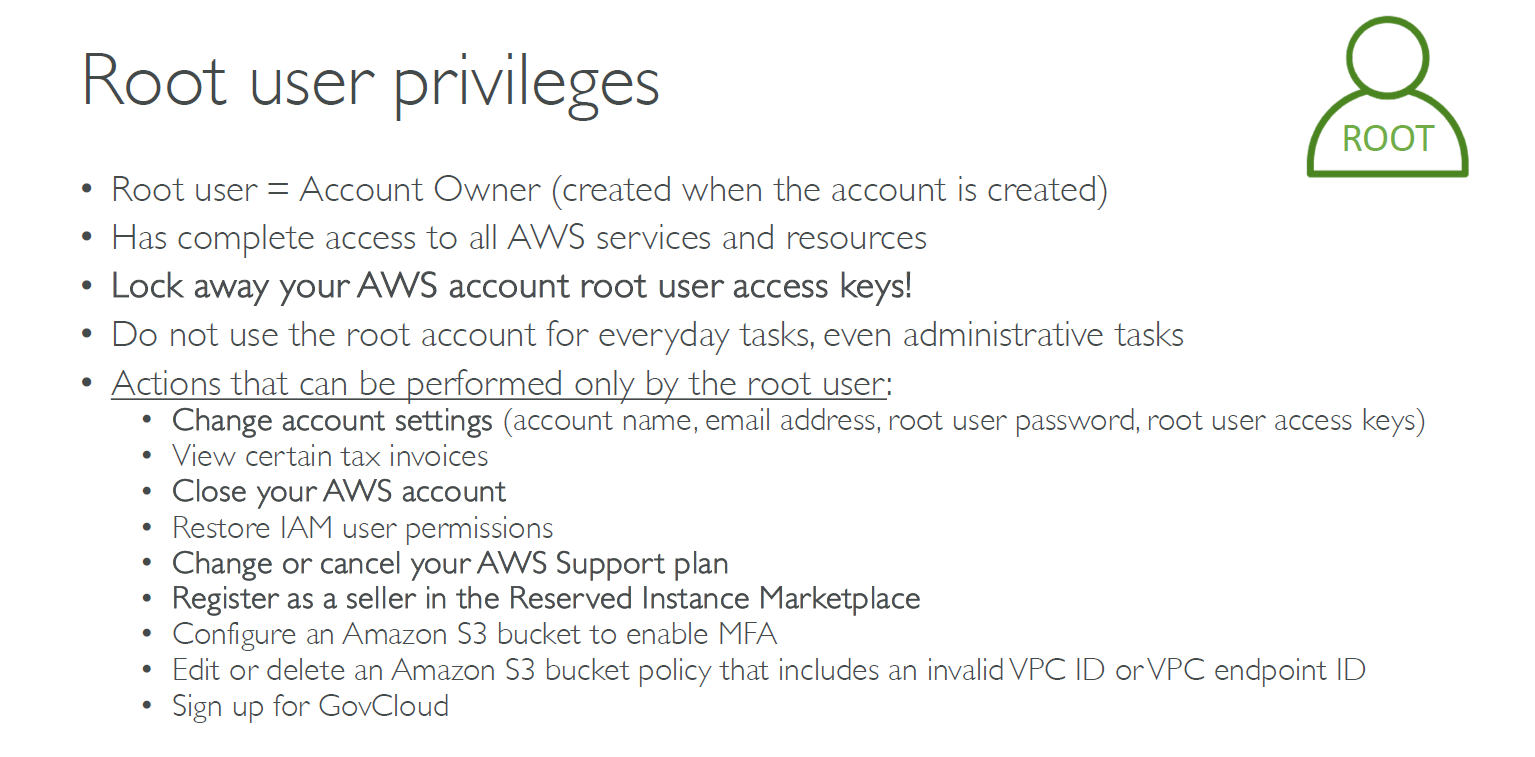 Root user privileges
ROOT
• Root user = Account Owner (created when the account is created)
• Has complete access to all AWS services and resources
• Lock away your AWS account root user access keys!
• Do not use the root account for everyday tasks, even administrative tasks
• Actions that can be performed only by the root user:
• Change account settings (account name, email address, root user password, root user access keys)
• View certain tax invoices
• Close your AWS account
• Restore IAM user permissions
• Change or cancel your AWS Support plan
• Register as a seller in the Reserved Instance Marketplace
• Configure an Amazon S3 bucket to enable MFA
• Edit or delete an Amazon S3 bucket policy that includes an invalid VPC ID or VPC endpoint ID
• Sign up for GovCloud